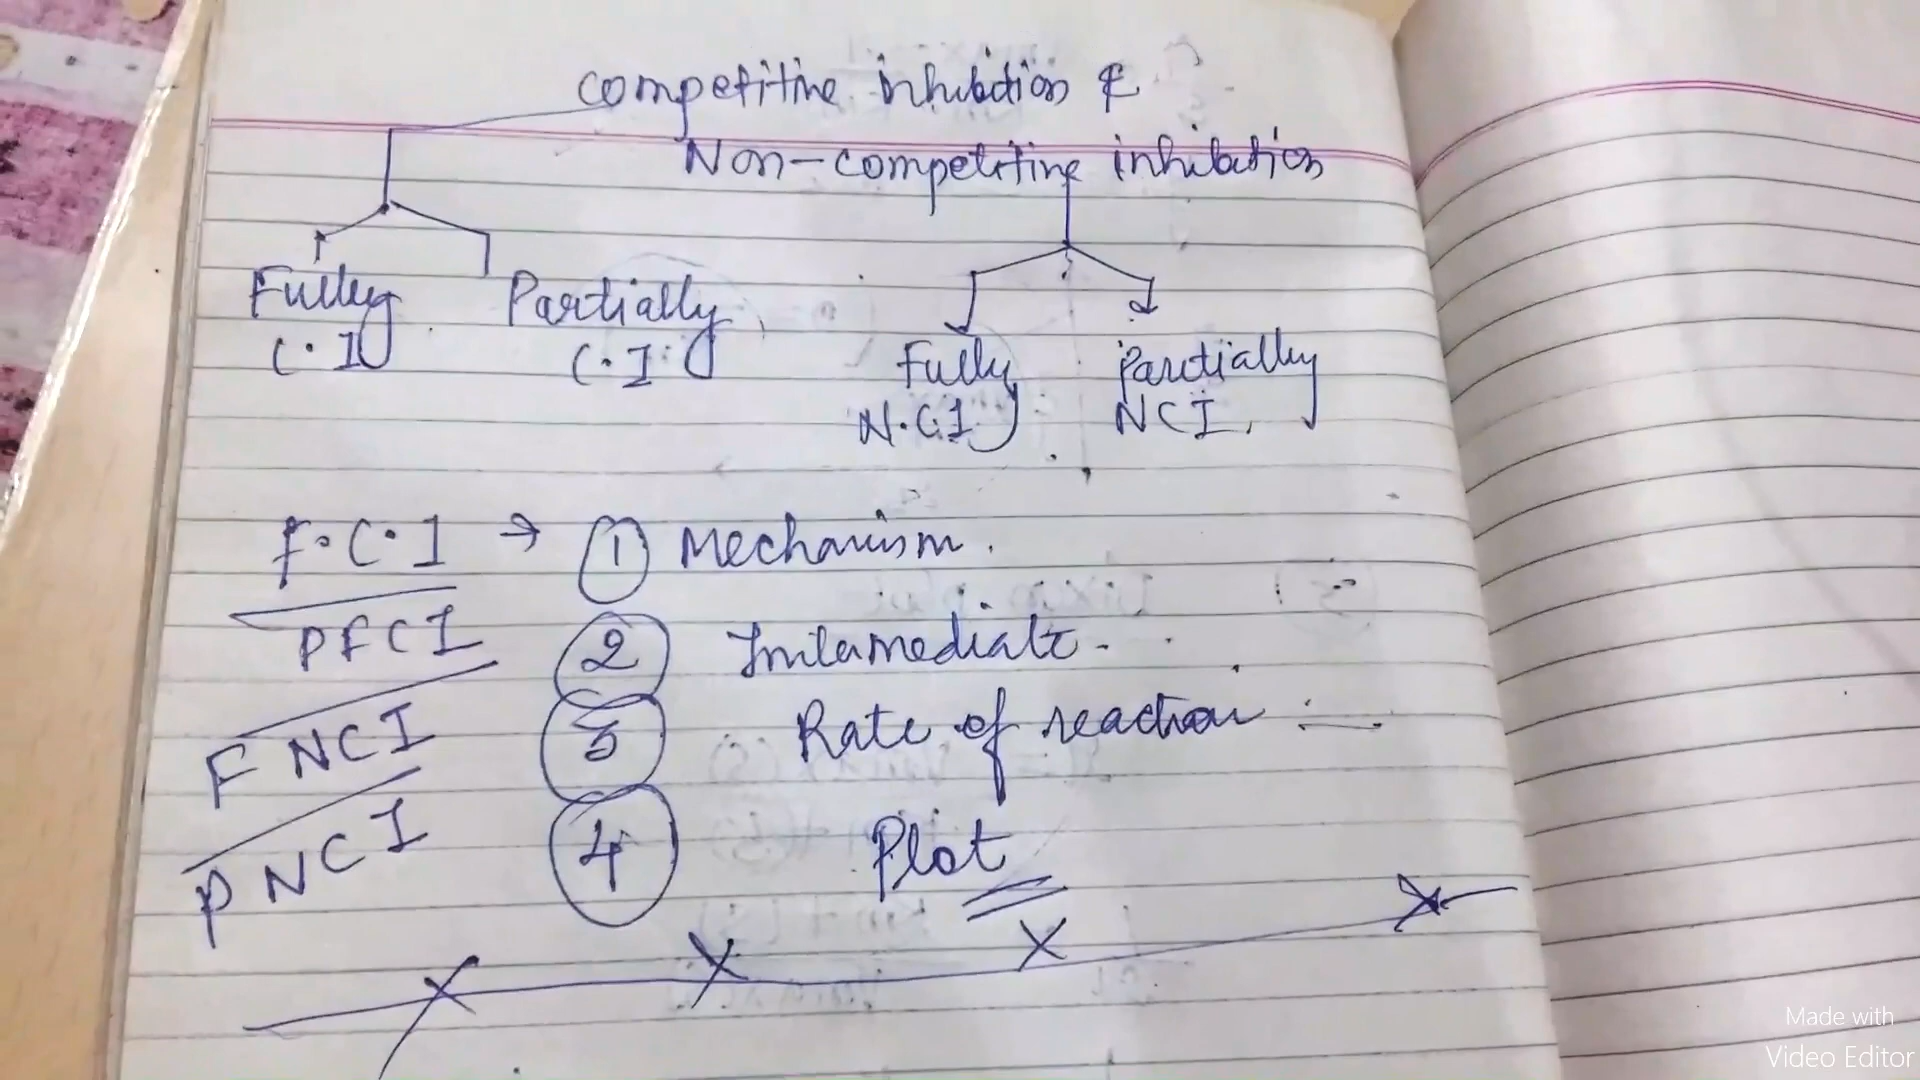 competitive inhibition &
Non-competitive inhibition
Fully
C.I
Partially
C.I
Fully
N.C.I
Partially
NCI.
F.C.I → ① Mechanism.
PFCI ② Intermediate -
FNCI ③ Rate of reaction :-
PNCI ④ Plot
Made with
Video Editor